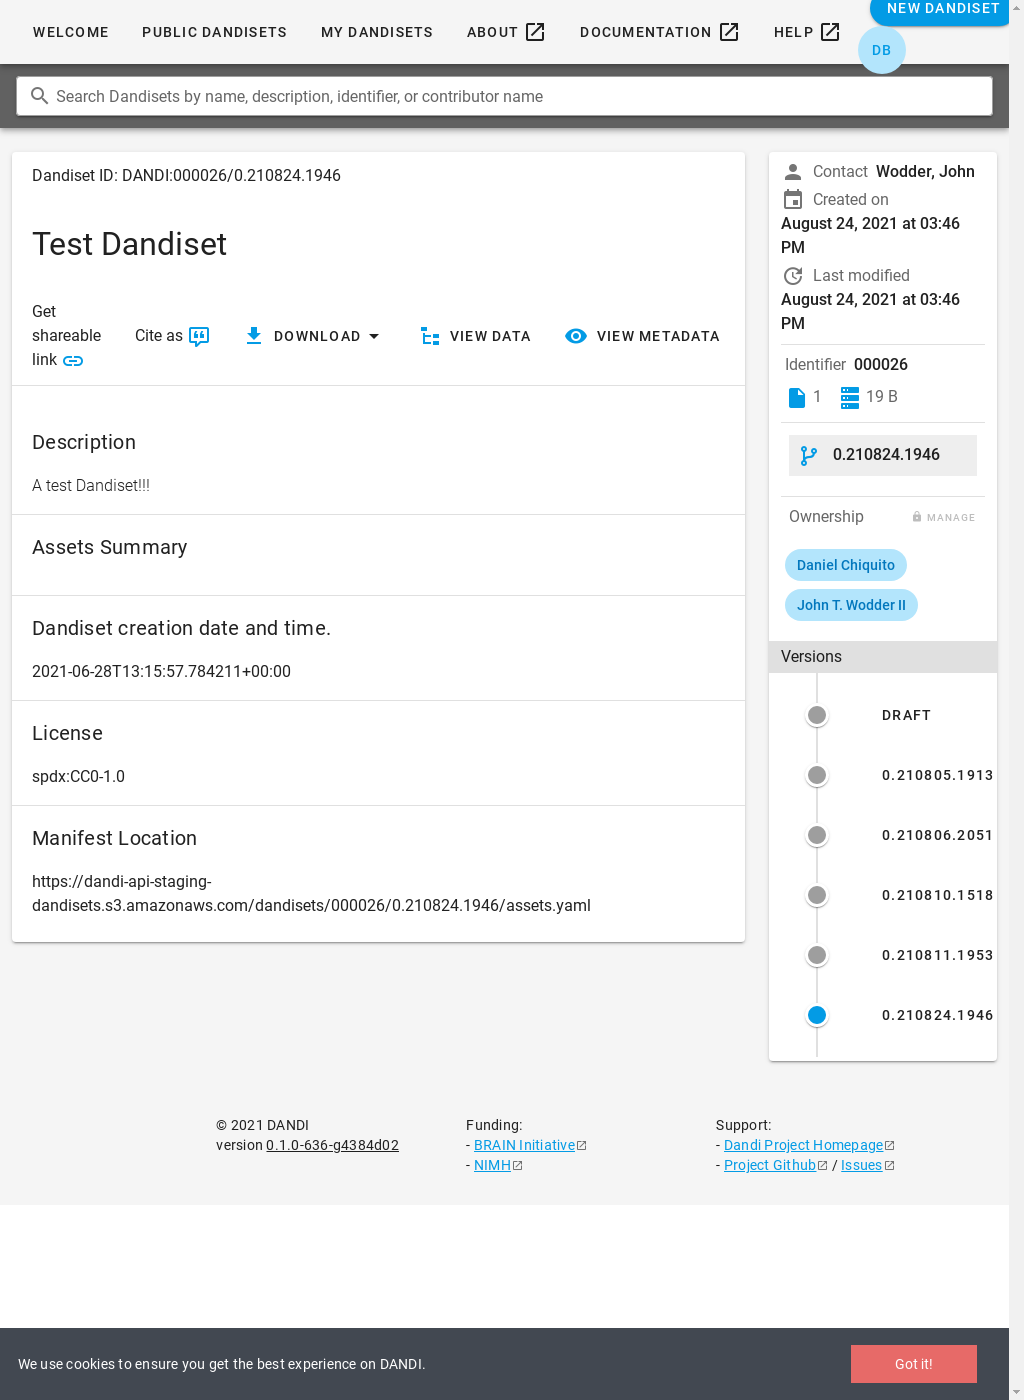 WELCOME PUBLIC DANDISETS MY DANDISETS ABOUT DOCUMENTATION HELP NEW DANDISET
DB
Search Dandisets by name, description, identifier, or contributor name
Dandiset ID: DANDI:000026/0.210824.1946
Test Dandiset
Get
shareable
link
Cite as
DOWNLOAD
VIEW DATA
VIEW METADATA
Description
A test Dandiset!!!
Assets Summary
Dandiset creation date and time.
2021-06-28T13:15:57.784211+00:00
License
spdx:CC0-1.0
Manifest Location
https://dandi-api-staging-
dandisets.s3.amazonaws.com/dandisets/000026/0.210824.1946/assets.yaml
Contact Wodder, John
Created on
August 24, 2021 at 03:46
PM
Last modified
August 24, 2021 at 03:46
PM
Identifier 000026
1 19 B
0.210824.1946
Ownership MANAGE
Daniel Chiquito
John T. Wodder II
Versions
DRAFT
0.210805.1913
0.210806.2051
0.210810.1518
0.210811.1953
0.210824.1946
© 2021 DANDI
version 0.1.0-636-g4384d02
Funding:
- BRAIN Initiative
- NIMH
Support:
- Dandi Project Homepage
- Project Github / Issues
We use cookies to ensure you get the best experience on DANDI.
Got it!